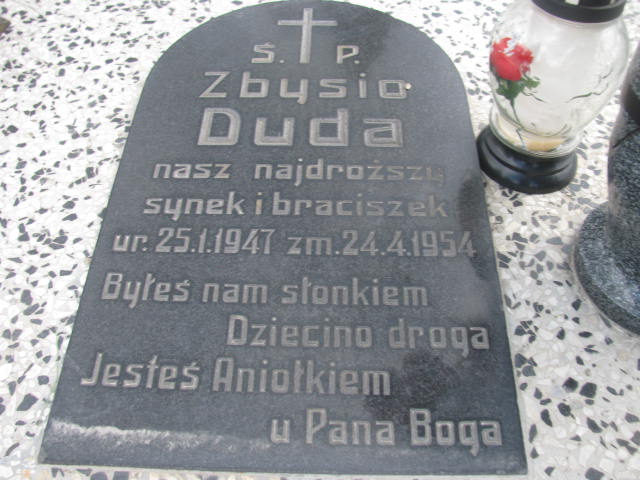 Ś. P.
Zbysio
Duda
nasz najdroższy
synek i braciszek
ur. 25.1.1947 zm. 24.4.1954
Byłeś nam słonkiem
Dziecino droga
Jesteś Aniołkiem
u Pana Boga